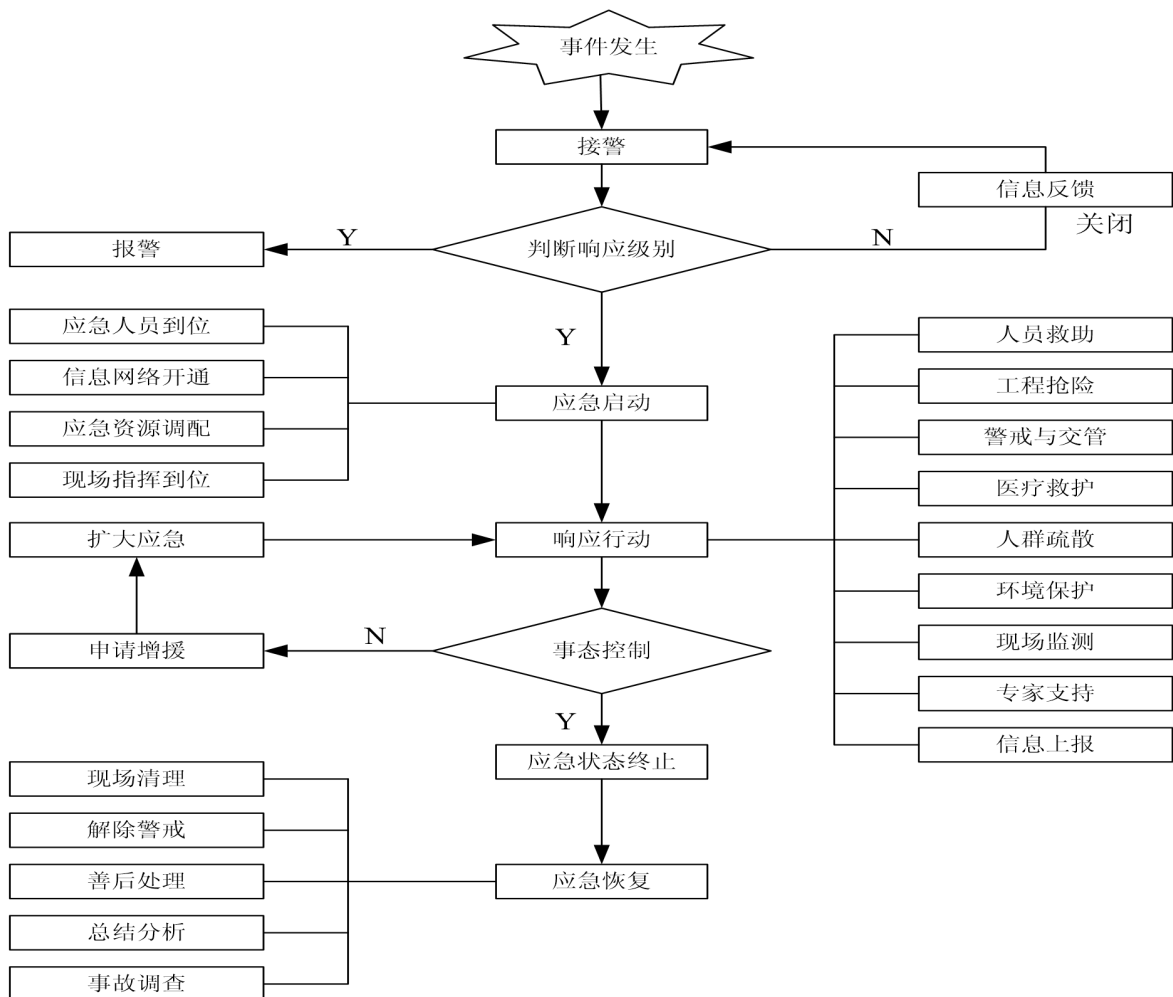 事件发生
接警
信息反馈
关闭
报警
Y
判断响应级别
N
应急人员到位
信息网络开通
应急资源调配
现场指挥到位
Y
应急启动
人员救助
工程抢险
警戒与交管
医疗救护
人群疏散
环境保护
现场监测
专家支持
信息上报
扩大应急
响应行动
申请增援
N
事态控制
Y
应急状态终止
现场清理
解除警戒
善后处理
总结分析
事故调查
应急恢复